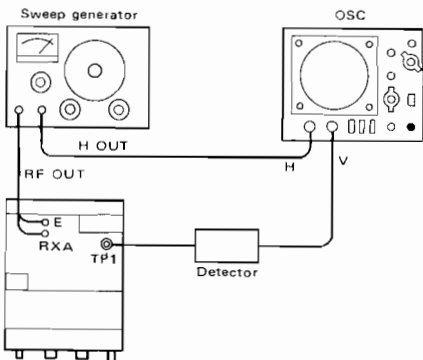 Sweep generator
OSC
H OUT
H
V
RF OUT
E
RXA
TP1
Detector